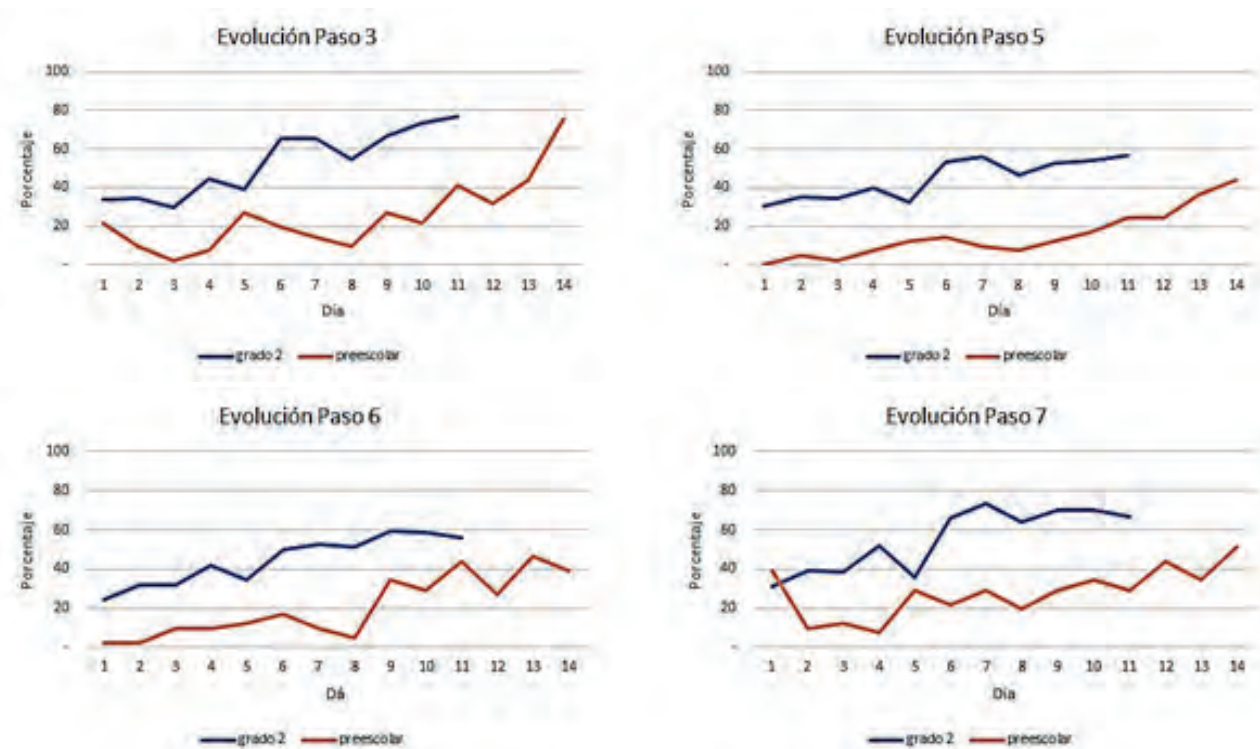 Evolución Paso 3
100
80
60
40
20
-
Porcentaje
1 2 3 4 5 6 7 8 9 10 11 12 13 14
Día
grado 2 preescolar
Evolución Paso 5
100
80
60
40
20
-
Porcentaje
1 2 3 4 5 6 7 8 9 10 11 12 13 14
Día
grado 2 preescolar
Evolución Paso 6
100
80
60
40
20
-
Porcentaje
1 2 3 4 5 6 7 8 9 10 11 12 13 14
Dá
grado 2 preescolar
Evolución Paso 7
100
80
60
40
20
-
Porcentaje
1 2 3 4 5 6 7 8 9 10 11 12 13 14
Día
grado 2 preescolar